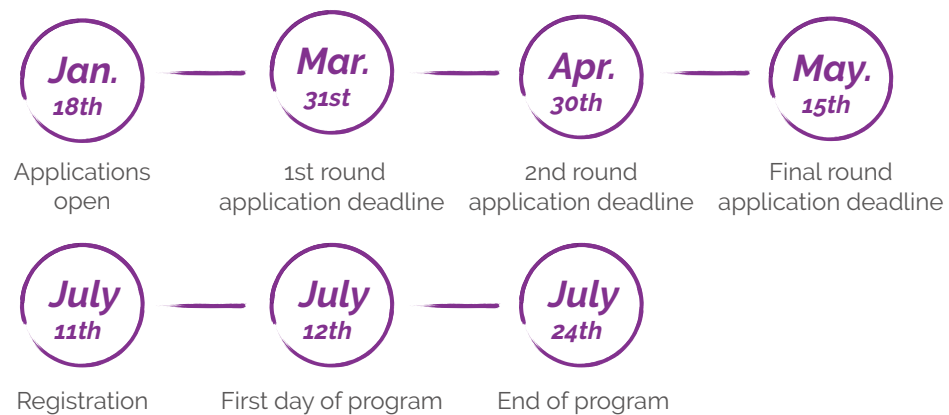 Jan.
18th
Applications
open
Mar.
31st
1st round
application deadline
Apr.
30th
2nd round
application deadline
May.
15th
Final round
application deadline
July
11th
Registration
July
12th
First day of program
July
24th
End of program